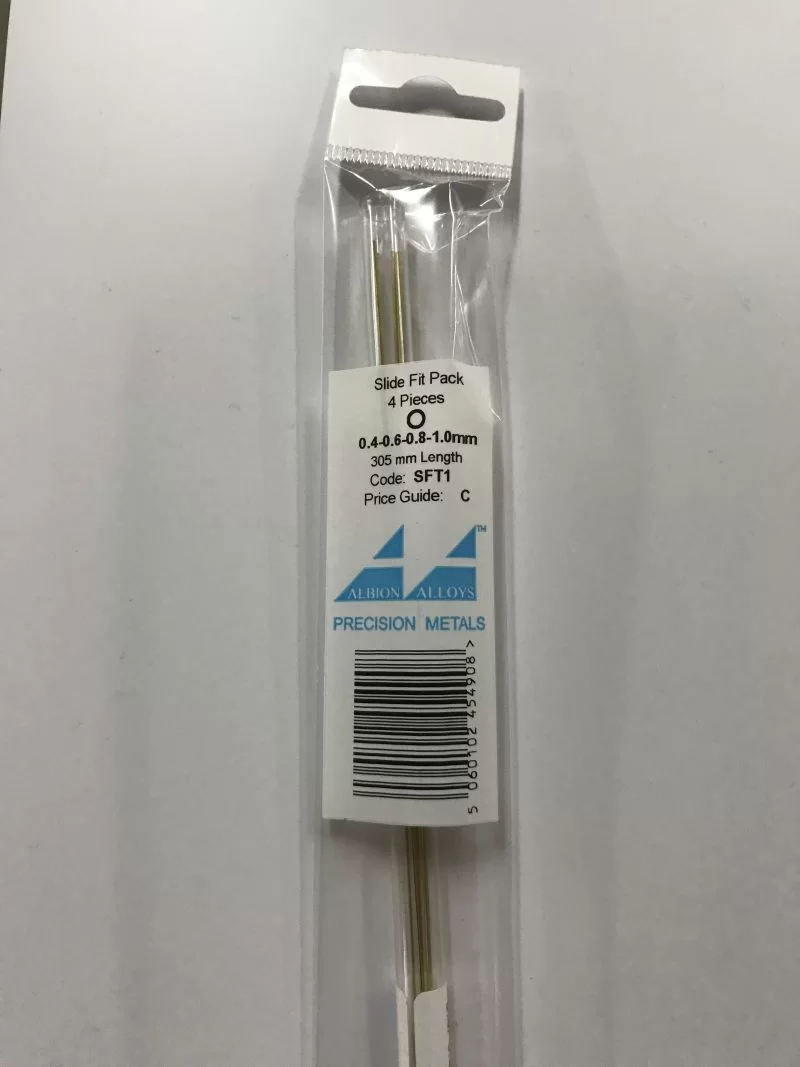 Slide Fit Pack
4 Pieces
0.4-0.6-0.8-1.0mm
305 mm Length
Code: SFT1
Price Guide: C
TM
ALBION ALLOYS
PRECISION METALS
5 060102 454908 >